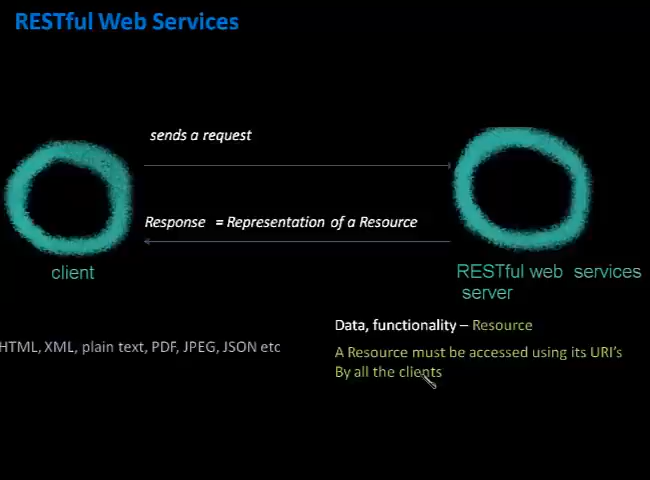 RESTful Web Services
sends a request
Response = Representation of a Resource
client
RESTful web services
server
Data, functionality – Resource
HTML, XML, plain text, PDF, JPEG, JSON etc
A Resource must be accessed using its URI's
By all the clients